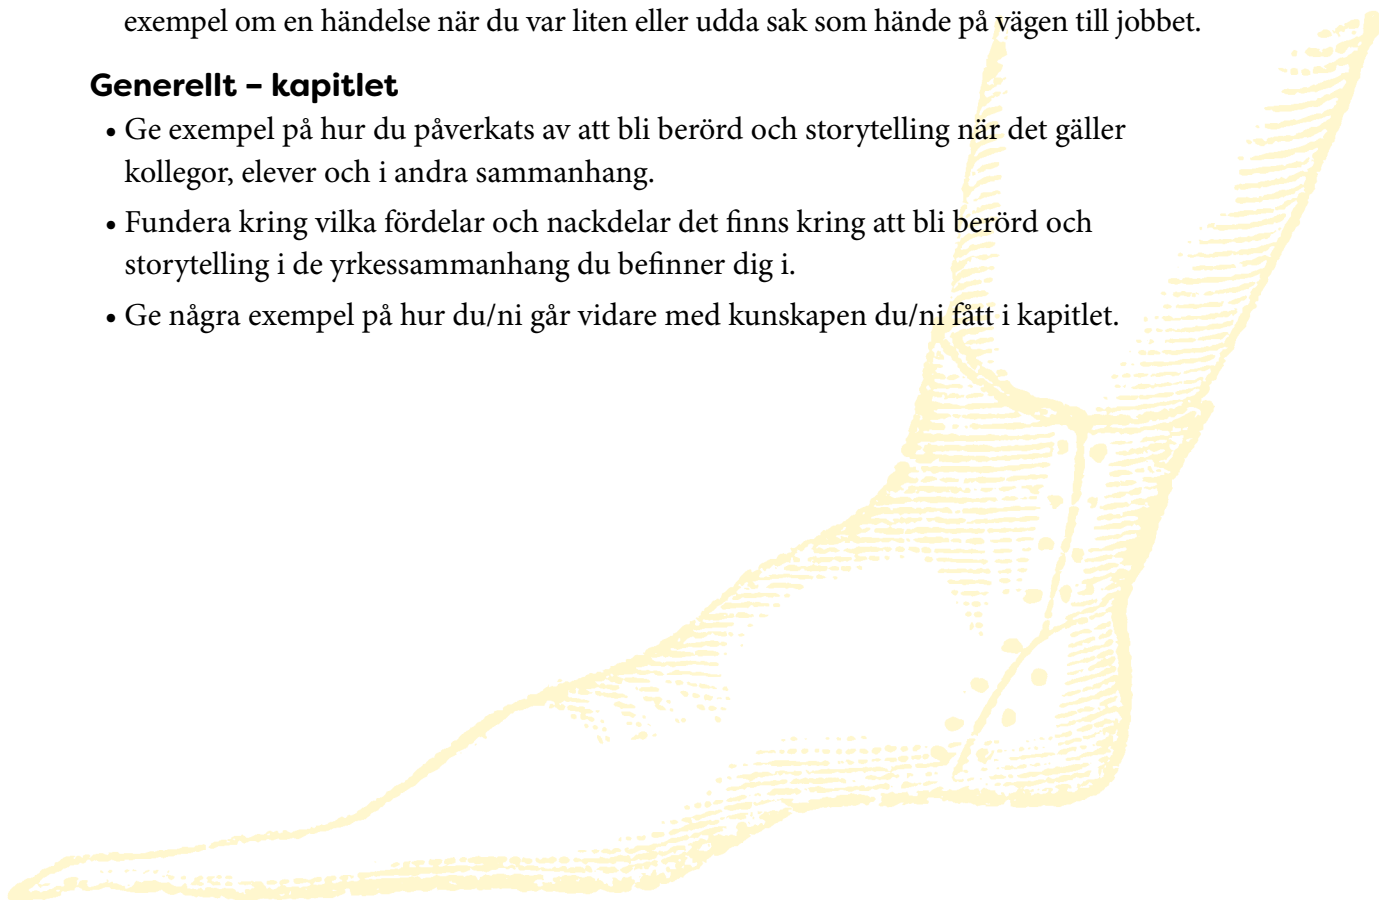 exempel om en händelse när du var liten eller udda sak som hände på vägen till jobbet.
Generellt – kapitlet
• Ge exempel på hur du påverkats av att bli berörd och storytelling när det gäller
kollegor, elever och i andra sammanhang.
• Fundera kring vilka fördelar och nackdelar det finns kring att bli berörd och
storytelling i de yrkessammanhang du befinner dig i.
• Ge några exempel på hur du/ni går vidare med kunskapen du/ni fått i kapitlet.